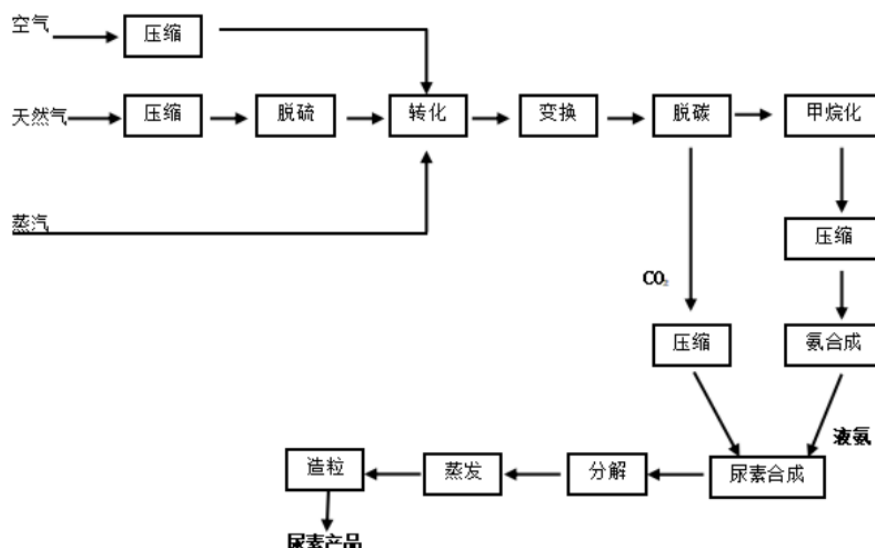 空气
压缩
天然气
压缩
脱硫
转化
变换
脱碳
甲烷化
蒸汽
压缩
CO₂
压缩
氨合成
液氨
造粒
蒸发
分解
尿素合成
尿素产品